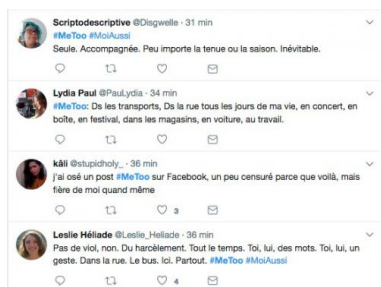 Scriptodescriptive @Disgwelle · 31 min
#MeToo #MoiAussi
Seule. Accompagnée. Peu importe la tenue ou la saison. Inévitable.
Lydia Paul @PauLydia · 34 min
#MeToo: Ds les transports, Ds la rue tous les jours de ma vie, en concert, en
boîte, en festival, dans les magasins, en voiture, au travail.
kâli @stupidholy_ · 36 min
j'ai osé un post #MeToo sur Facebook, un peu censuré parce que voilà, mais
fière de moi quand même
3
Leslie Héliade @Leslie_Heliade · 36 min
Pas de viol, non. Du harcèlement. Tout le temps. Toi, lui, des mots. Toi, lui, un
geste. Dans la rue. Le bus. Ici. Partout. #MeToo #MoiAussi
4